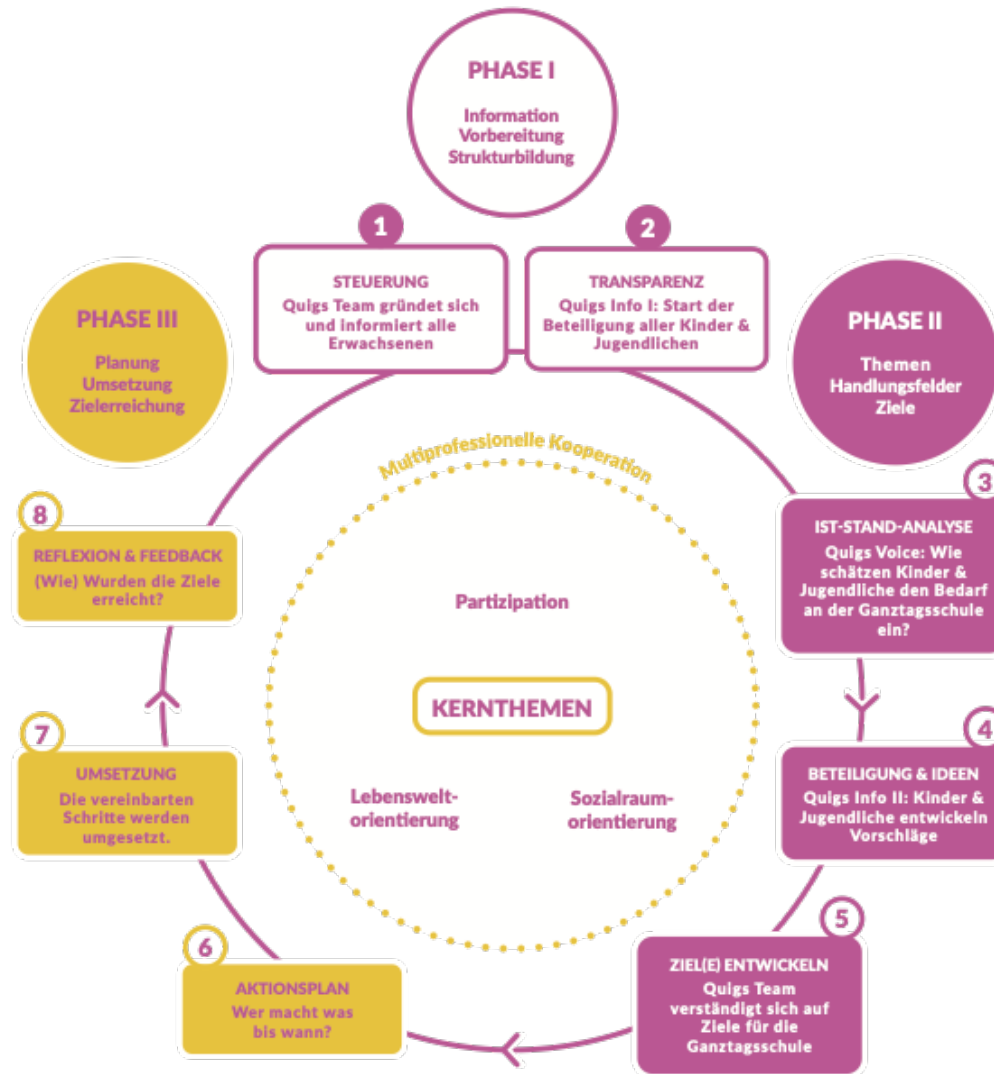 PHASE I
Information
Vorbereitung
Strukturbildung
1
STEUERUNG
Quigs Team gründet sich
und informiert alle
Erwachsenen
2
TRANSPARENZ
Quigs Info I: Start der
Beteiligung aller Kinder &
Jugendlichen
PHASE II
Themen
Handlungsfelder
Ziele
3
IST-STAND-ANALYSE
Quigs Voice: Wie
schätzen Kinder &
Jugendliche den Bedarf
an der Ganztagsschule
ein?
4
BETEILIGUNG & IDEEN
Quigs Info II: Kinder &
Jugendliche entwickeln
Vorschläge
5
ZIEL(E) ENTWICKELN
Quigs Team
verständigt sich auf
Ziele für die
Ganztagsschule
PHASE III
Planung
Umsetzung
Zielerreichung
6
AKTIONSPLAN
Wer macht was
bis wann?
7
UMSETZUNG
Die vereinbarten
Schritte werden
umgesetzt.
8
REFLEXION & FEEDBACK
(Wie) Wurden die Ziele
erreicht?
Multiprofessionelle Kooperation
Partizipation
KERNTHEMEN
Lebenswelt-
orientierung
Sozialraum-
orientierung